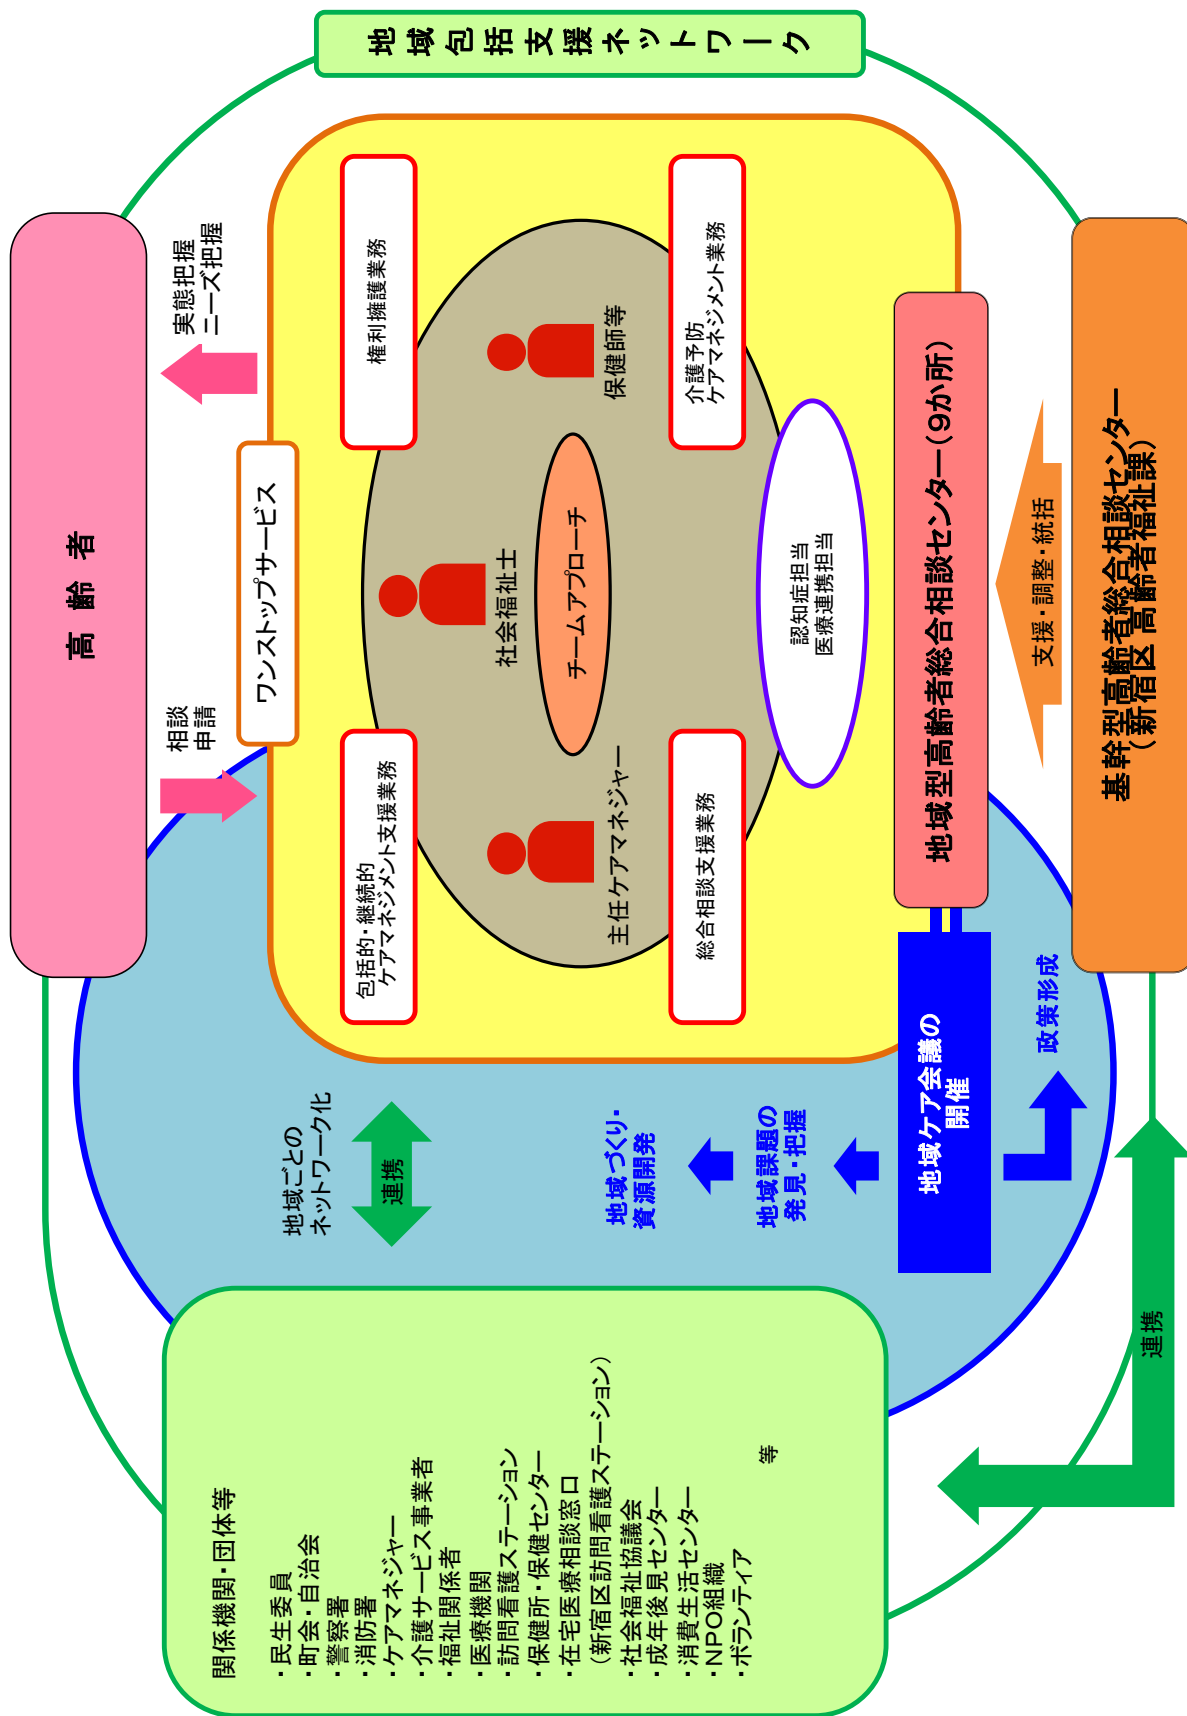 地域包括支援ネットワーク
高齢者
相談
申請
実態把握
ニーズ把握
ワンストップサービス
包括的・継続的
ケアマネジメント支援業務
権利擁護業務
社会福祉士
主任ケアマネジャー
保健師等
チームアプローチ
総合相談支援業務
介護予防
ケアマネジメント業務
認知症担当
医療連携担当
地域型高齢者総合相談センター(9か所)
支援・調整・統括
基幹型高齢者総合相談センター
(新宿区 高齢者福祉課)
地域ごとの
ネットワーク化
連携
地域づくり・
資源開発
地域課題の
発見・把握
地域ケア会議の
開催
政策形成
連携
関係機関・団体等
・民生委員
・町会・自治会
・警察署
・消防署
・ケアマネジャー
・介護サービス事業者
・福祉関係者
・医療機関
・訪問看護ステーション
・保健所・保健センター
・在宅医療相談窓口
(新宿区訪問看護ステーション)
・社会福祉協議会
・成年後見センター
・消費生活センター
・NPO組織
・ボランティア
等